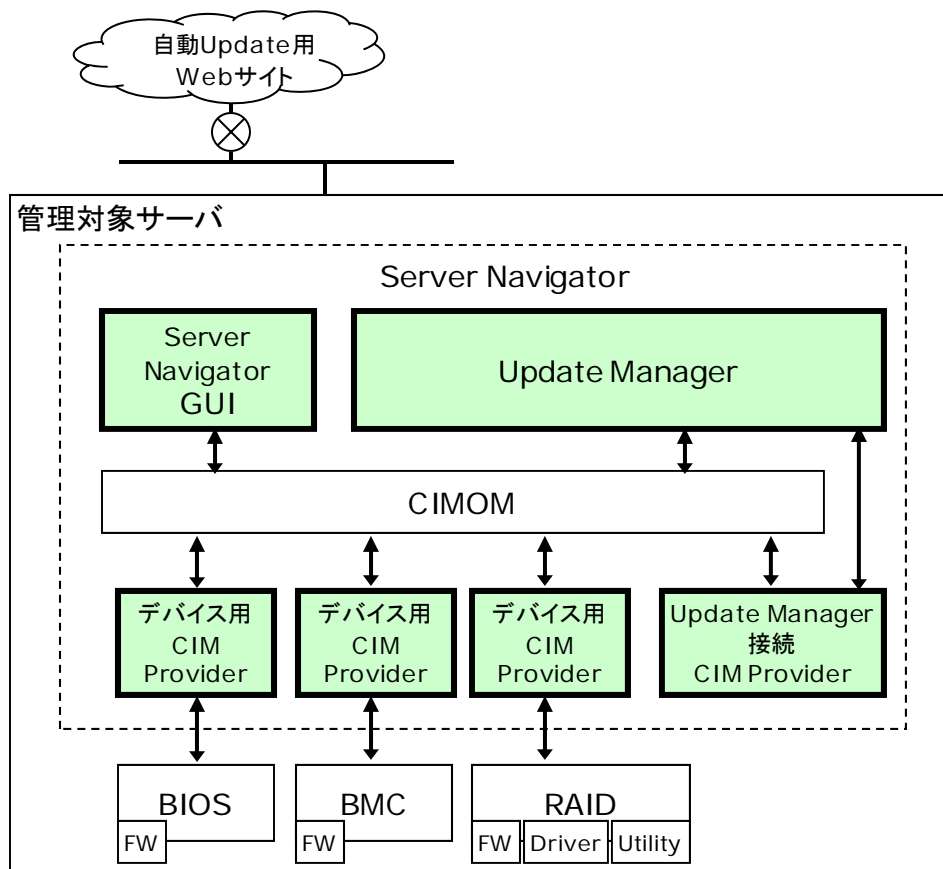 自動Update用
Webサイト
管理対象サーバ
Server Navigator
Server
Navigator
GUI
Update Manager
CIMOM
デバイス用
CIM
Provider
デバイス用
CIM
Provider
デバイス用
CIM
Provider
Update Manager
接続
CIM Provider
BIOS
FW
BMC
FW
RAID
FW
Driver
Utility